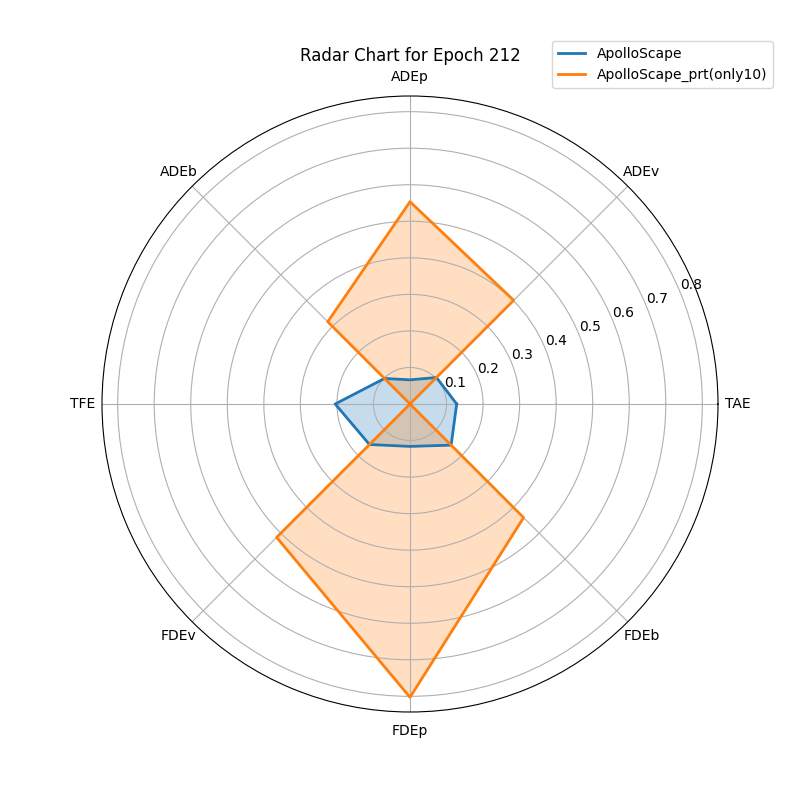 Radar Chart for Epoch 212
ApolloScape
ApolloScape_prt(only10)
ADEp
ADEb
ADEv
0.8
0.7
0.6
0.5
0.4
0.3
0.2
0.1
TFE
TAE
FDEv
FDEb
FDEp